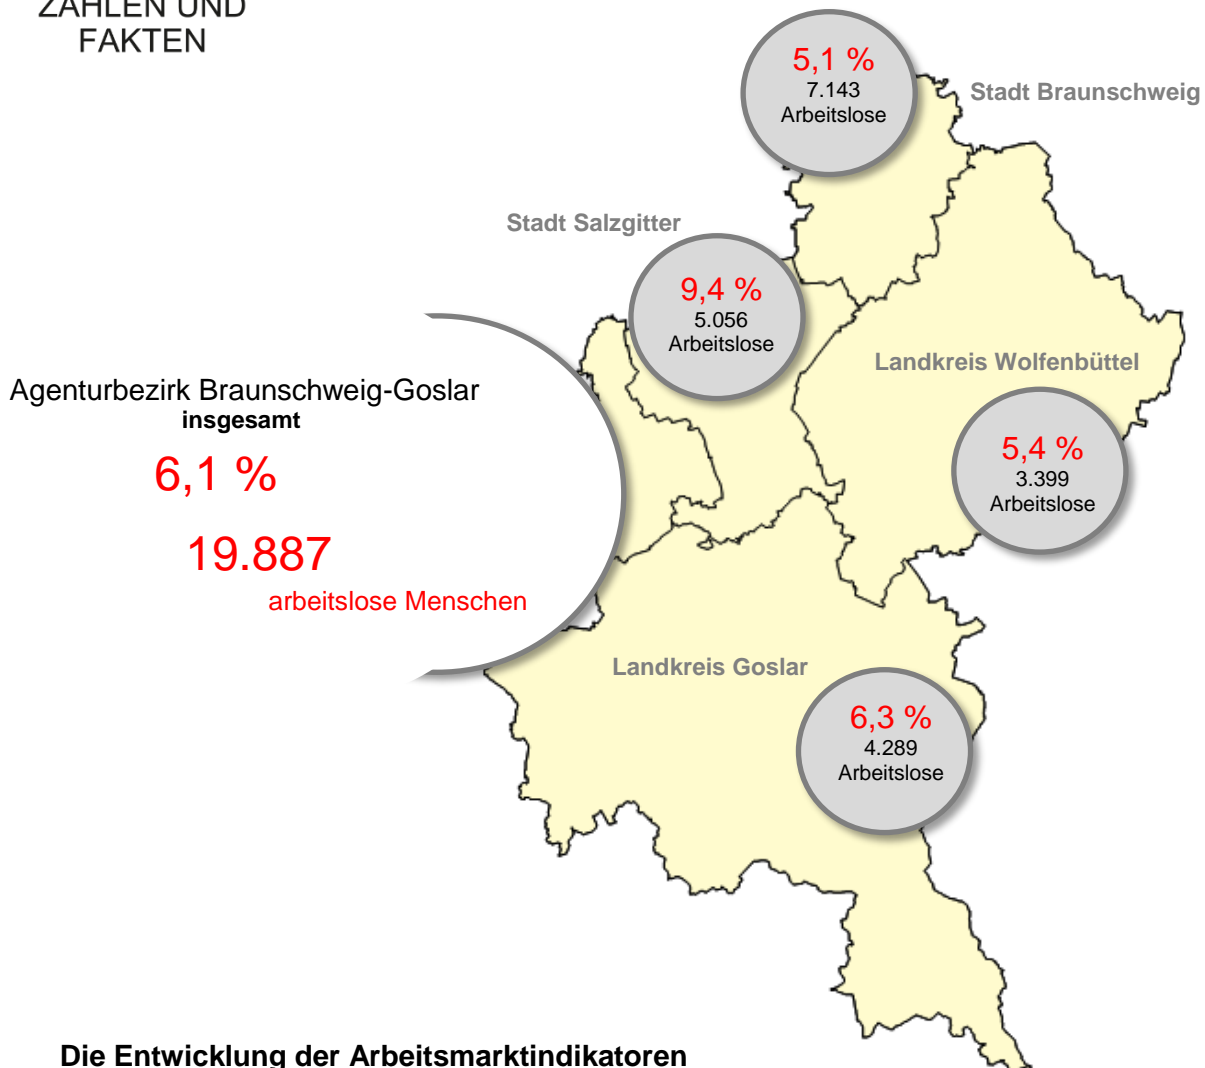 ZAHLEN UND
FAKTEN
5,1 %
7.143
Arbeitslose
Stadt Braunschweig
Stadt Salzgitter
9,4 %
5.056
Arbeitslose
Landkreis Wolfenbüttel
5,4 %
3.399
Arbeitslose
Agenturbezirk Braunschweig-Goslar
insgesamt
6,1 %
19.887
arbeitslose Menschen
Landkreis Goslar
6,3 %
4.289
Arbeitslose
Die Entwicklung der Arbeitsmarktindikatoren